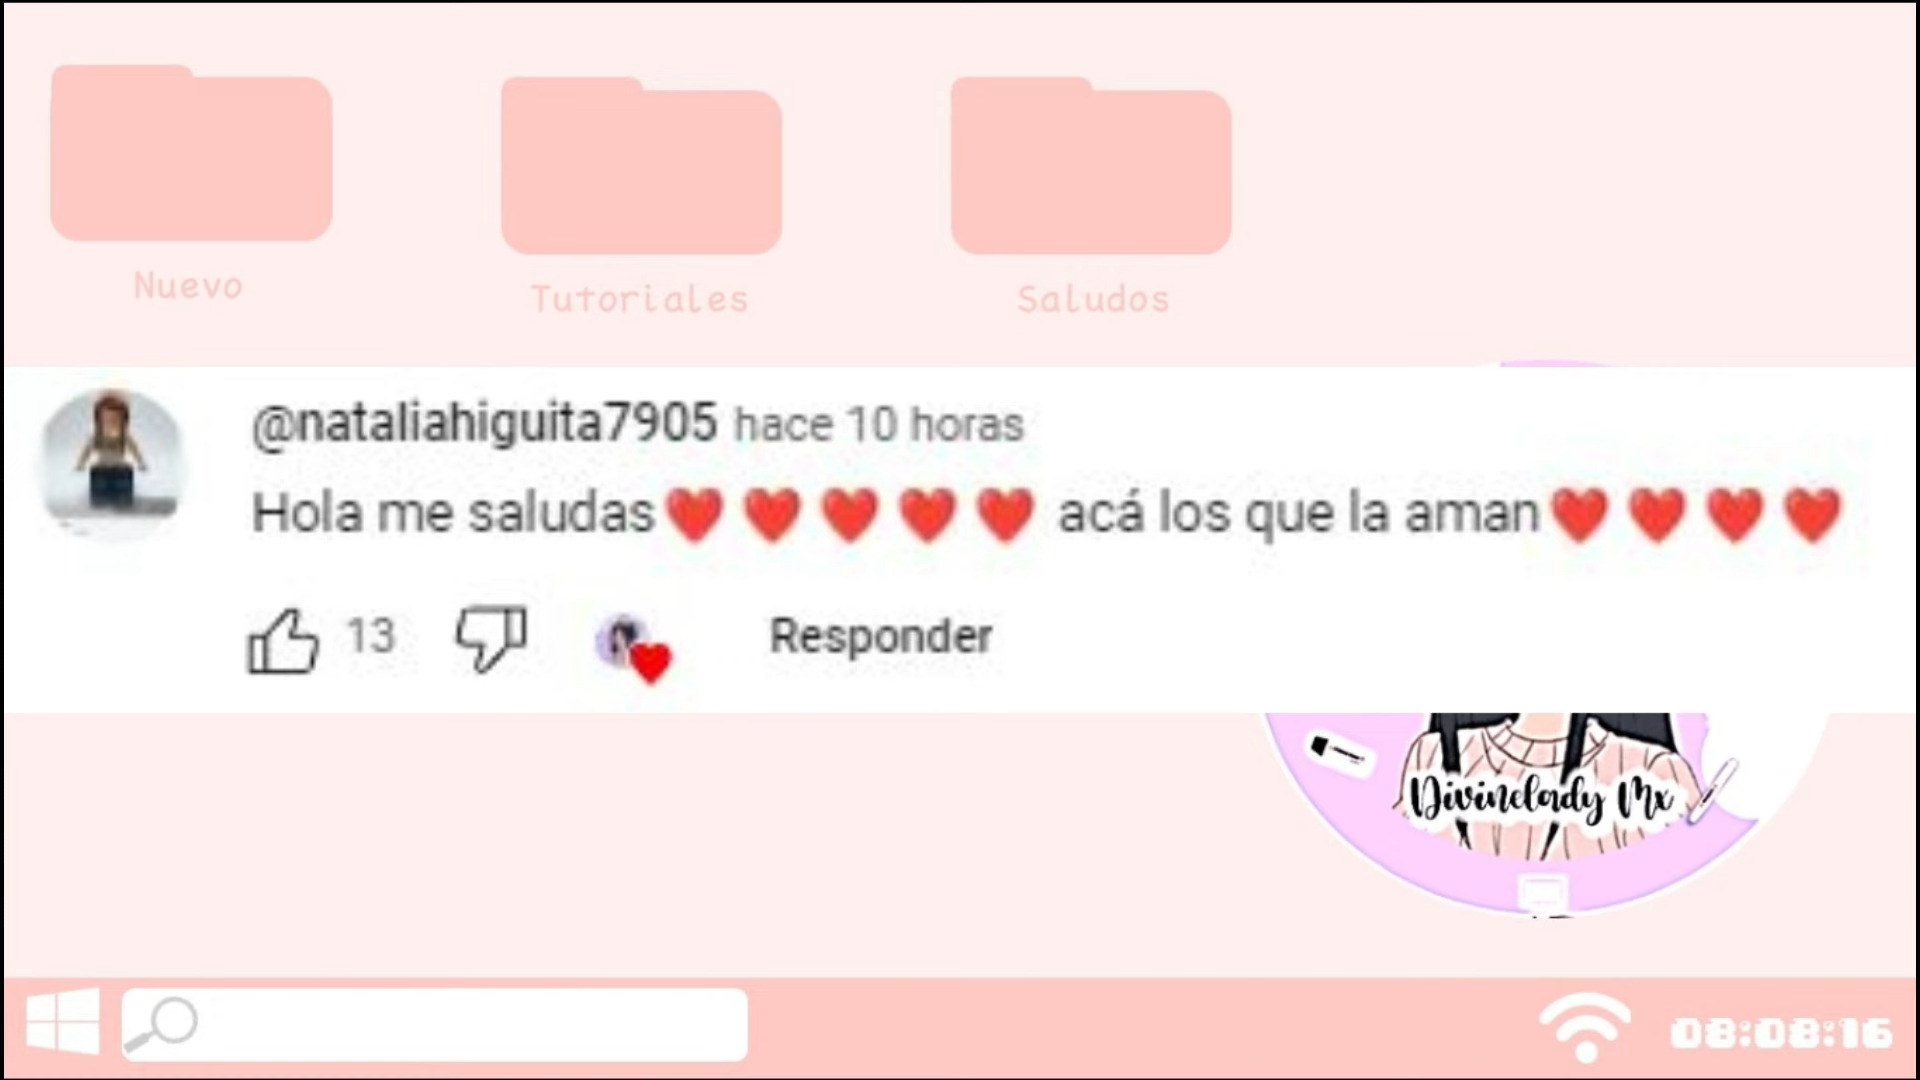 Nuevo
Tutoriales
Saludos
@nataliahiguita7905 hace 10 horas
Hola me saludas❤️❤️❤️❤️❤️ acá los que la aman❤️❤️❤️❤️
13
Responder
Divinelady Mx
08:08:16